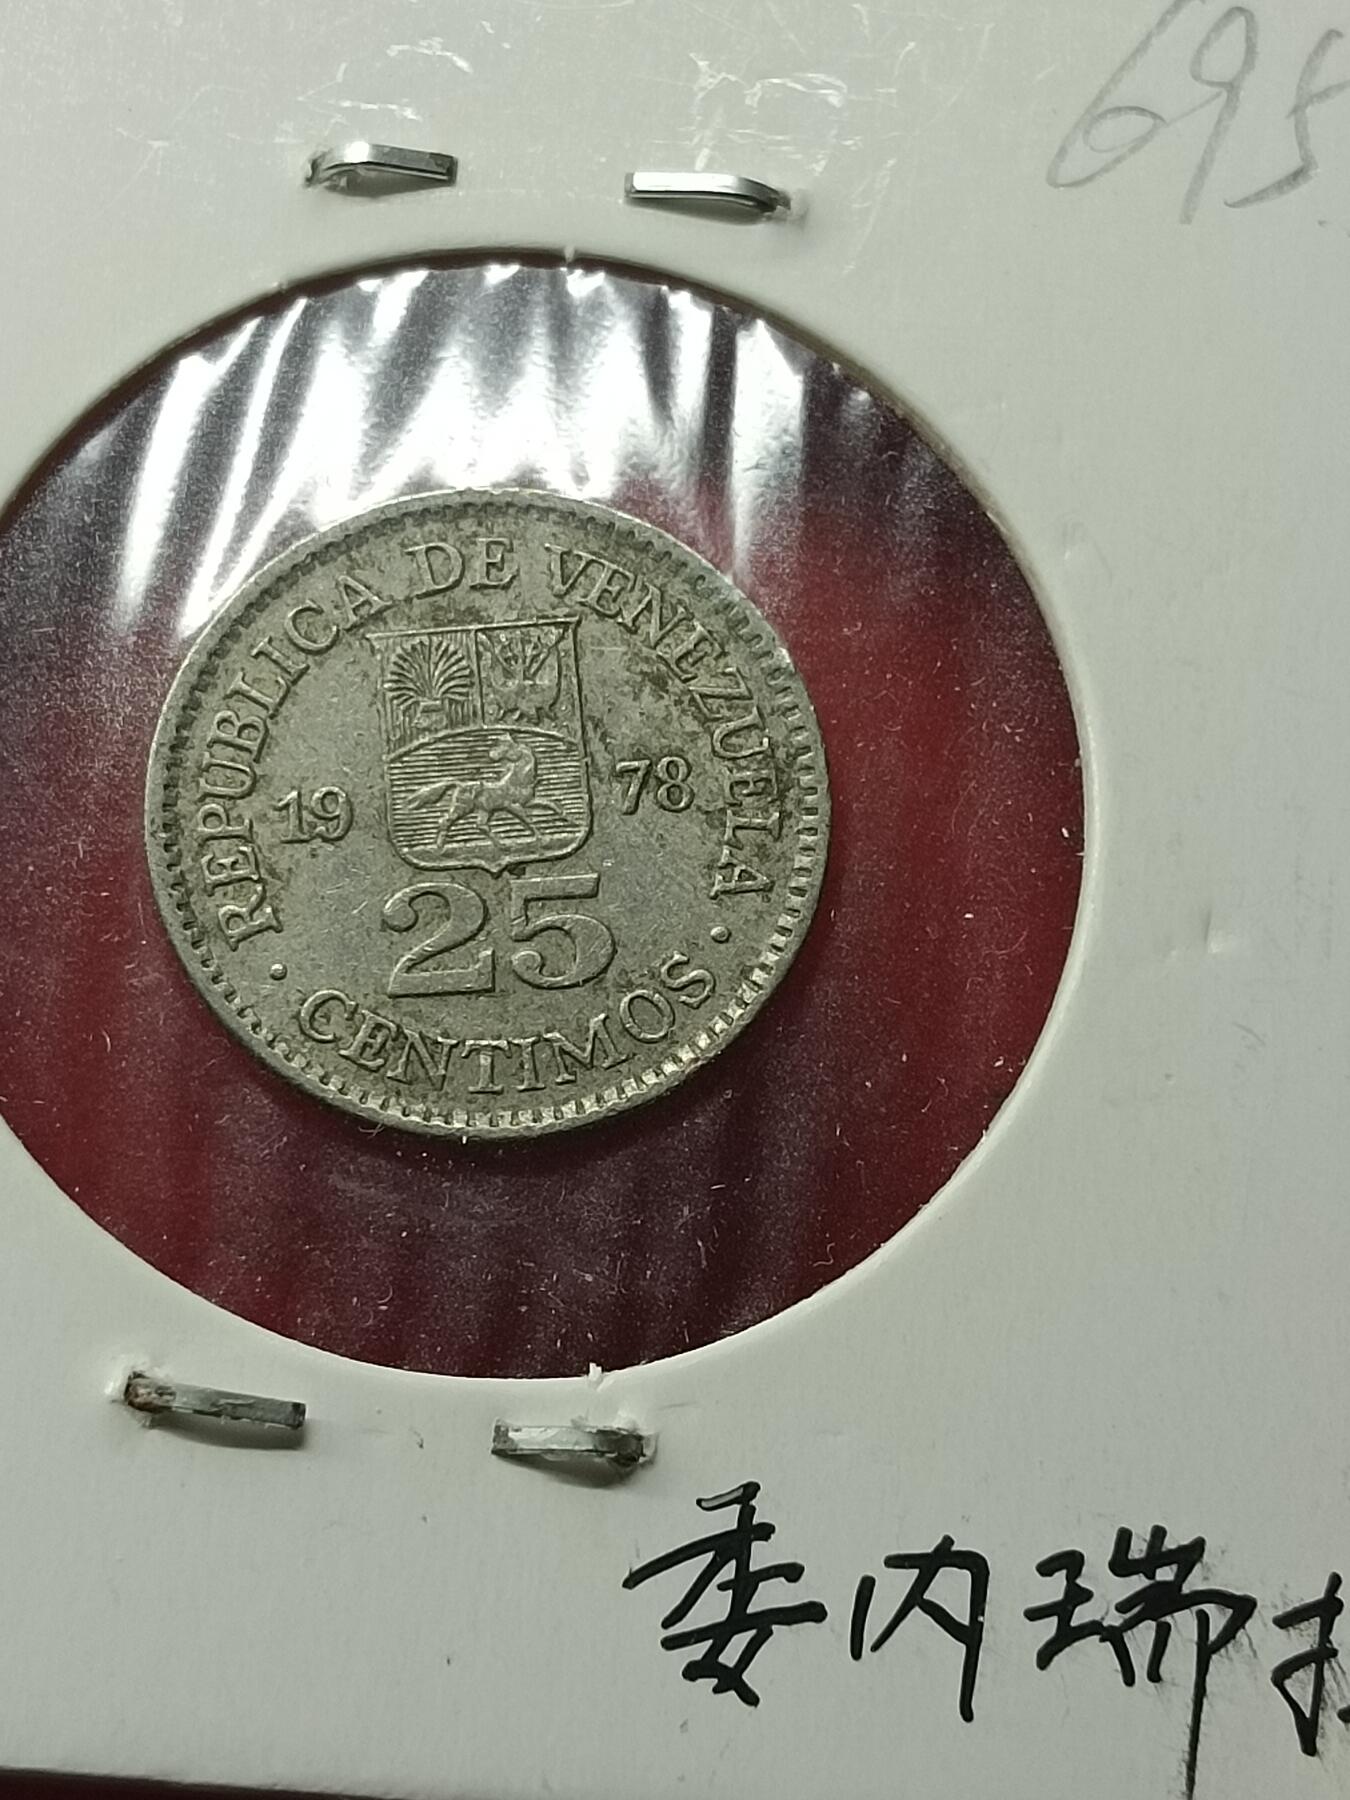 695
REPUBLICA DE VENEZUELA
19 78
25
· CENTIMOS ·
委内瑞